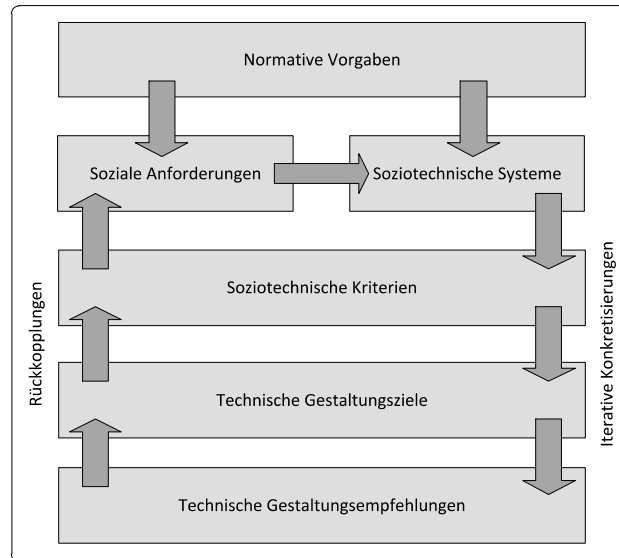 Normative Vorgaben
Soziale Anforderungen
Soziotechnische Systeme
Soziotechnische Kriterien
Technische Gestaltungsziele
Technische Gestaltungsempfehlungen
Rückkopplungen
Iterative Konkretisierungen